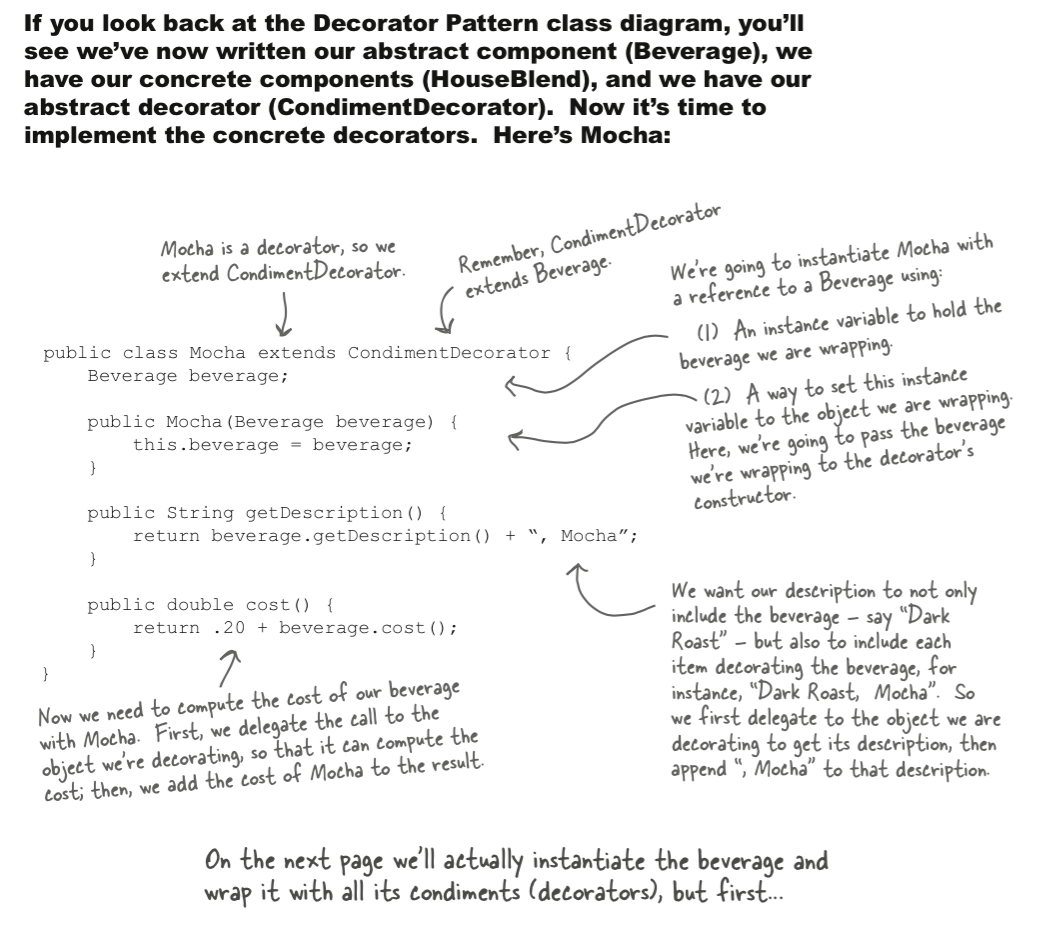 If you look back at the Decorator Pattern class diagram, you'll
see we've now written our abstract component (Beverage), we
have our concrete components (HouseBlend), and we have our
abstract decorator (CondimentDecorator).  Now it's time to
implement the concrete decorators.  Here's Mocha:
Mocha is a decorator, so we
extend CondimentDecorator.
Remember, CondimentDecorator
extends Beverage.
We're going to instantiate Mocha with
a reference to a Beverage using:
(1) An instance variable to hold the
beverage we are wrapping.
(2) A way to set this instance
variable to the object we are wrapping.
Here, we're going to pass the beverage
we're wrapping to the decorator's
constructor.
public class Mocha extends CondimentDecorator {
    Beverage beverage;
    public Mocha(Beverage beverage) {
        this.beverage = beverage;
    }
    public String getDescription() {
        return beverage.getDescription() + “, Mocha”;
    }
    public double cost() {
        return .20 + beverage.cost();
    }
}
We want our description to not only
include the beverage – say “Dark
Roast” – but also to include each
item decorating the beverage, for
instance, “Dark Roast, Mocha”. So
we first delegate to the object we are
decorating to get its description, then
append “, Mocha” to that description.
Now we need to compute the cost of our beverage
with Mocha. First, we delegate the call to the
object we're decorating, so that it can compute the
cost; then, we add the cost of Mocha to the result.
On the next page we'll actually instantiate the beverage and
wrap it with all its condiments (decorators), but first...